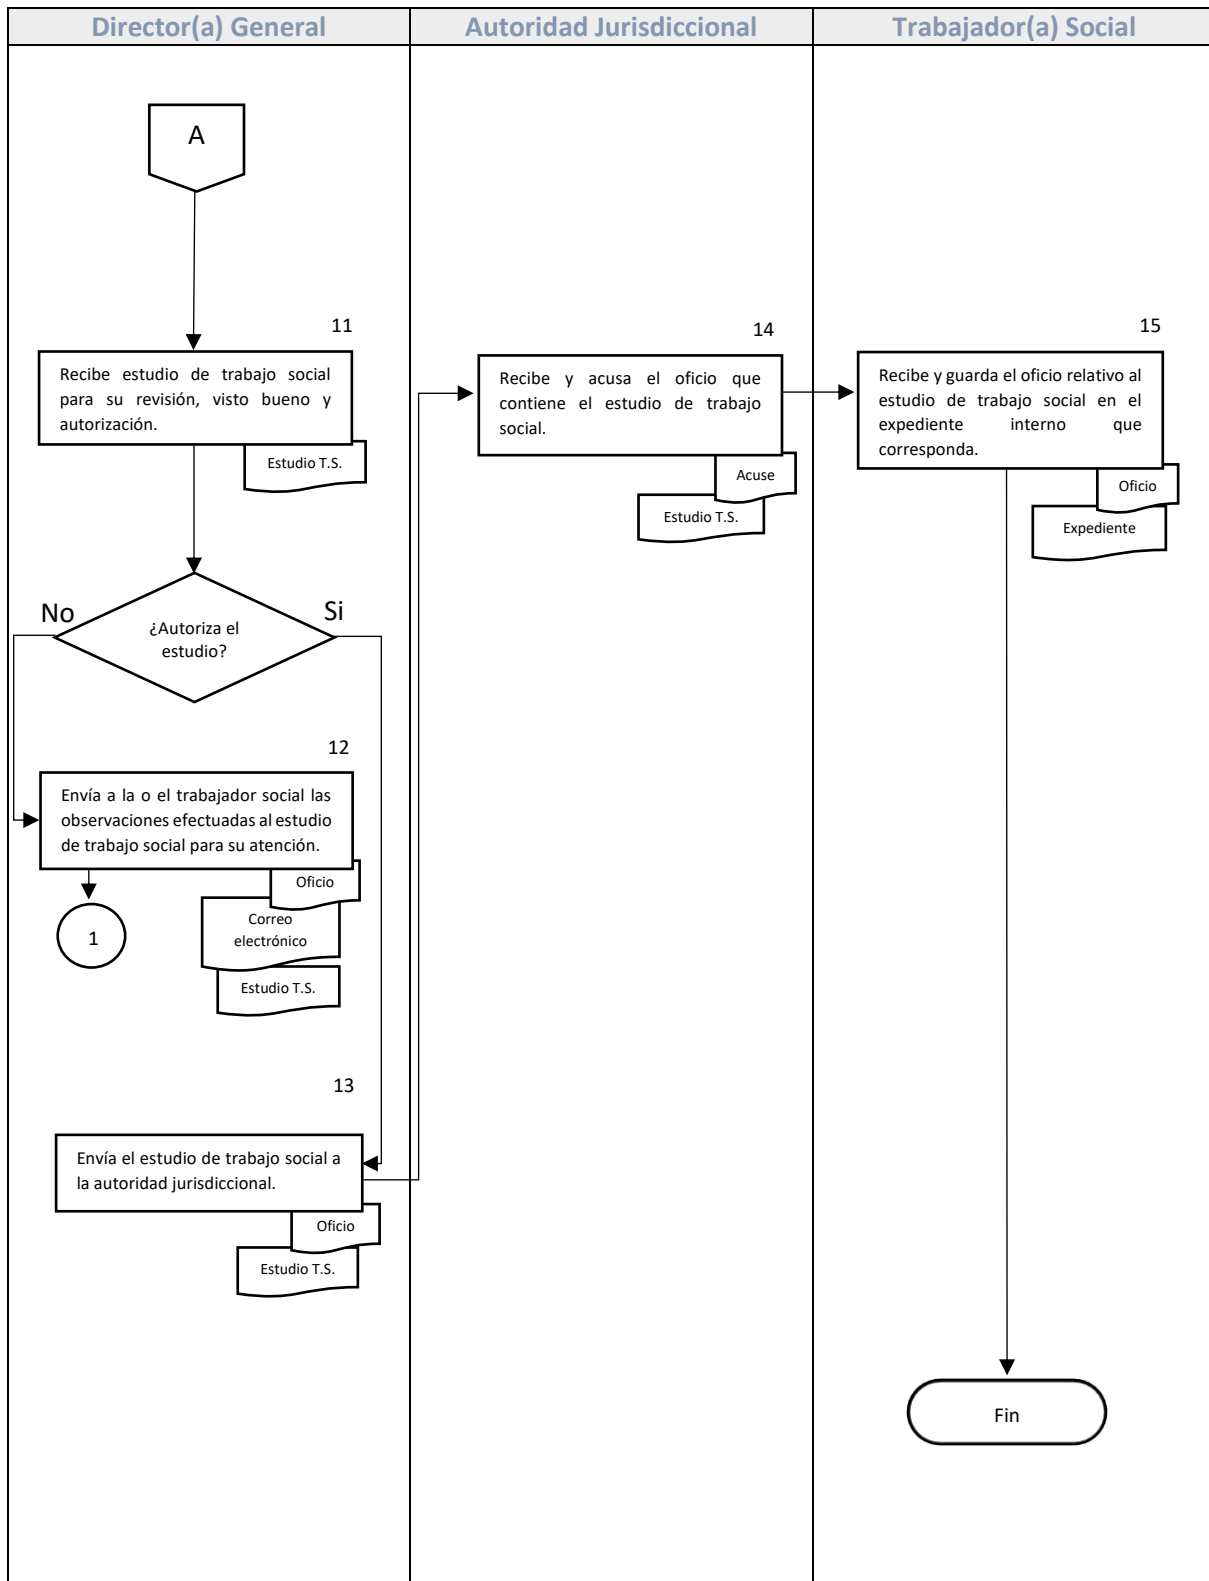 Director(a) General
Autoridad Jurisdiccional
Trabajador(a) Social
A
11
Recibe estudio de trabajo social
para su revisión, visto bueno y
autorización.
Estudio T.S.
14
Recibe y acusa el oficio que
contiene el estudio de trabajo
social.
Acuse
Estudio T.S.
15
Recibe y guarda el oficio relativo al
estudio de trabajo social en el
expediente interno que
corresponda.
Oficio
Expediente
No
Si
¿Autoriza el
estudio?
12
Envía a la o el trabajador social las
observaciones efectuadas al estudio
de trabajo social para su atención.
Oficio
Correo
electrónico
Estudio T.S.
1
13
Envía el estudio de trabajo social a
la autoridad jurisdiccional.
Oficio
Estudio T.S.
Fin